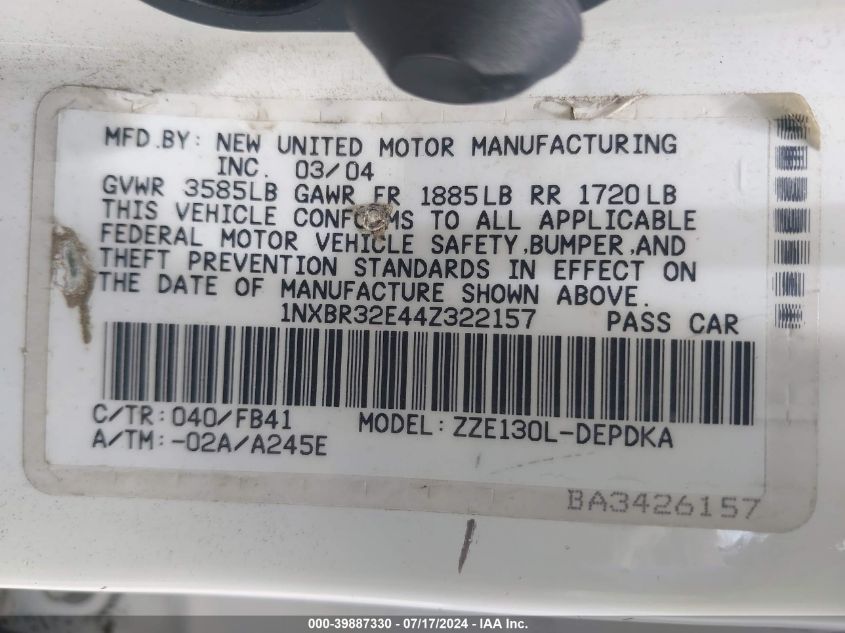 MFD.BY: NEW UNITED MOTOR MANUFACTURING
INC. 03/04
GVWR 3585LB GAWR FR 1885LB RR 1720LB
THIS VEHICLE CONFORMS TO ALL APPLICABLE
FEDERAL MOTOR VEHICLE SAFETY,BUMPER,AND
THEFT PREVENTION STANDARDS IN EFFECT ON
THE DATE OF MANUFACTURE SHOWN ABOVE.
1NXBR32E44Z322157 PASS CAR
C/TR:040/FB41 MODEL:ZZE130L-DEPDKA
A/TM:-02A/A245E
BA3426157
000-39887330 - 07/17/2024 - IAA Inc.